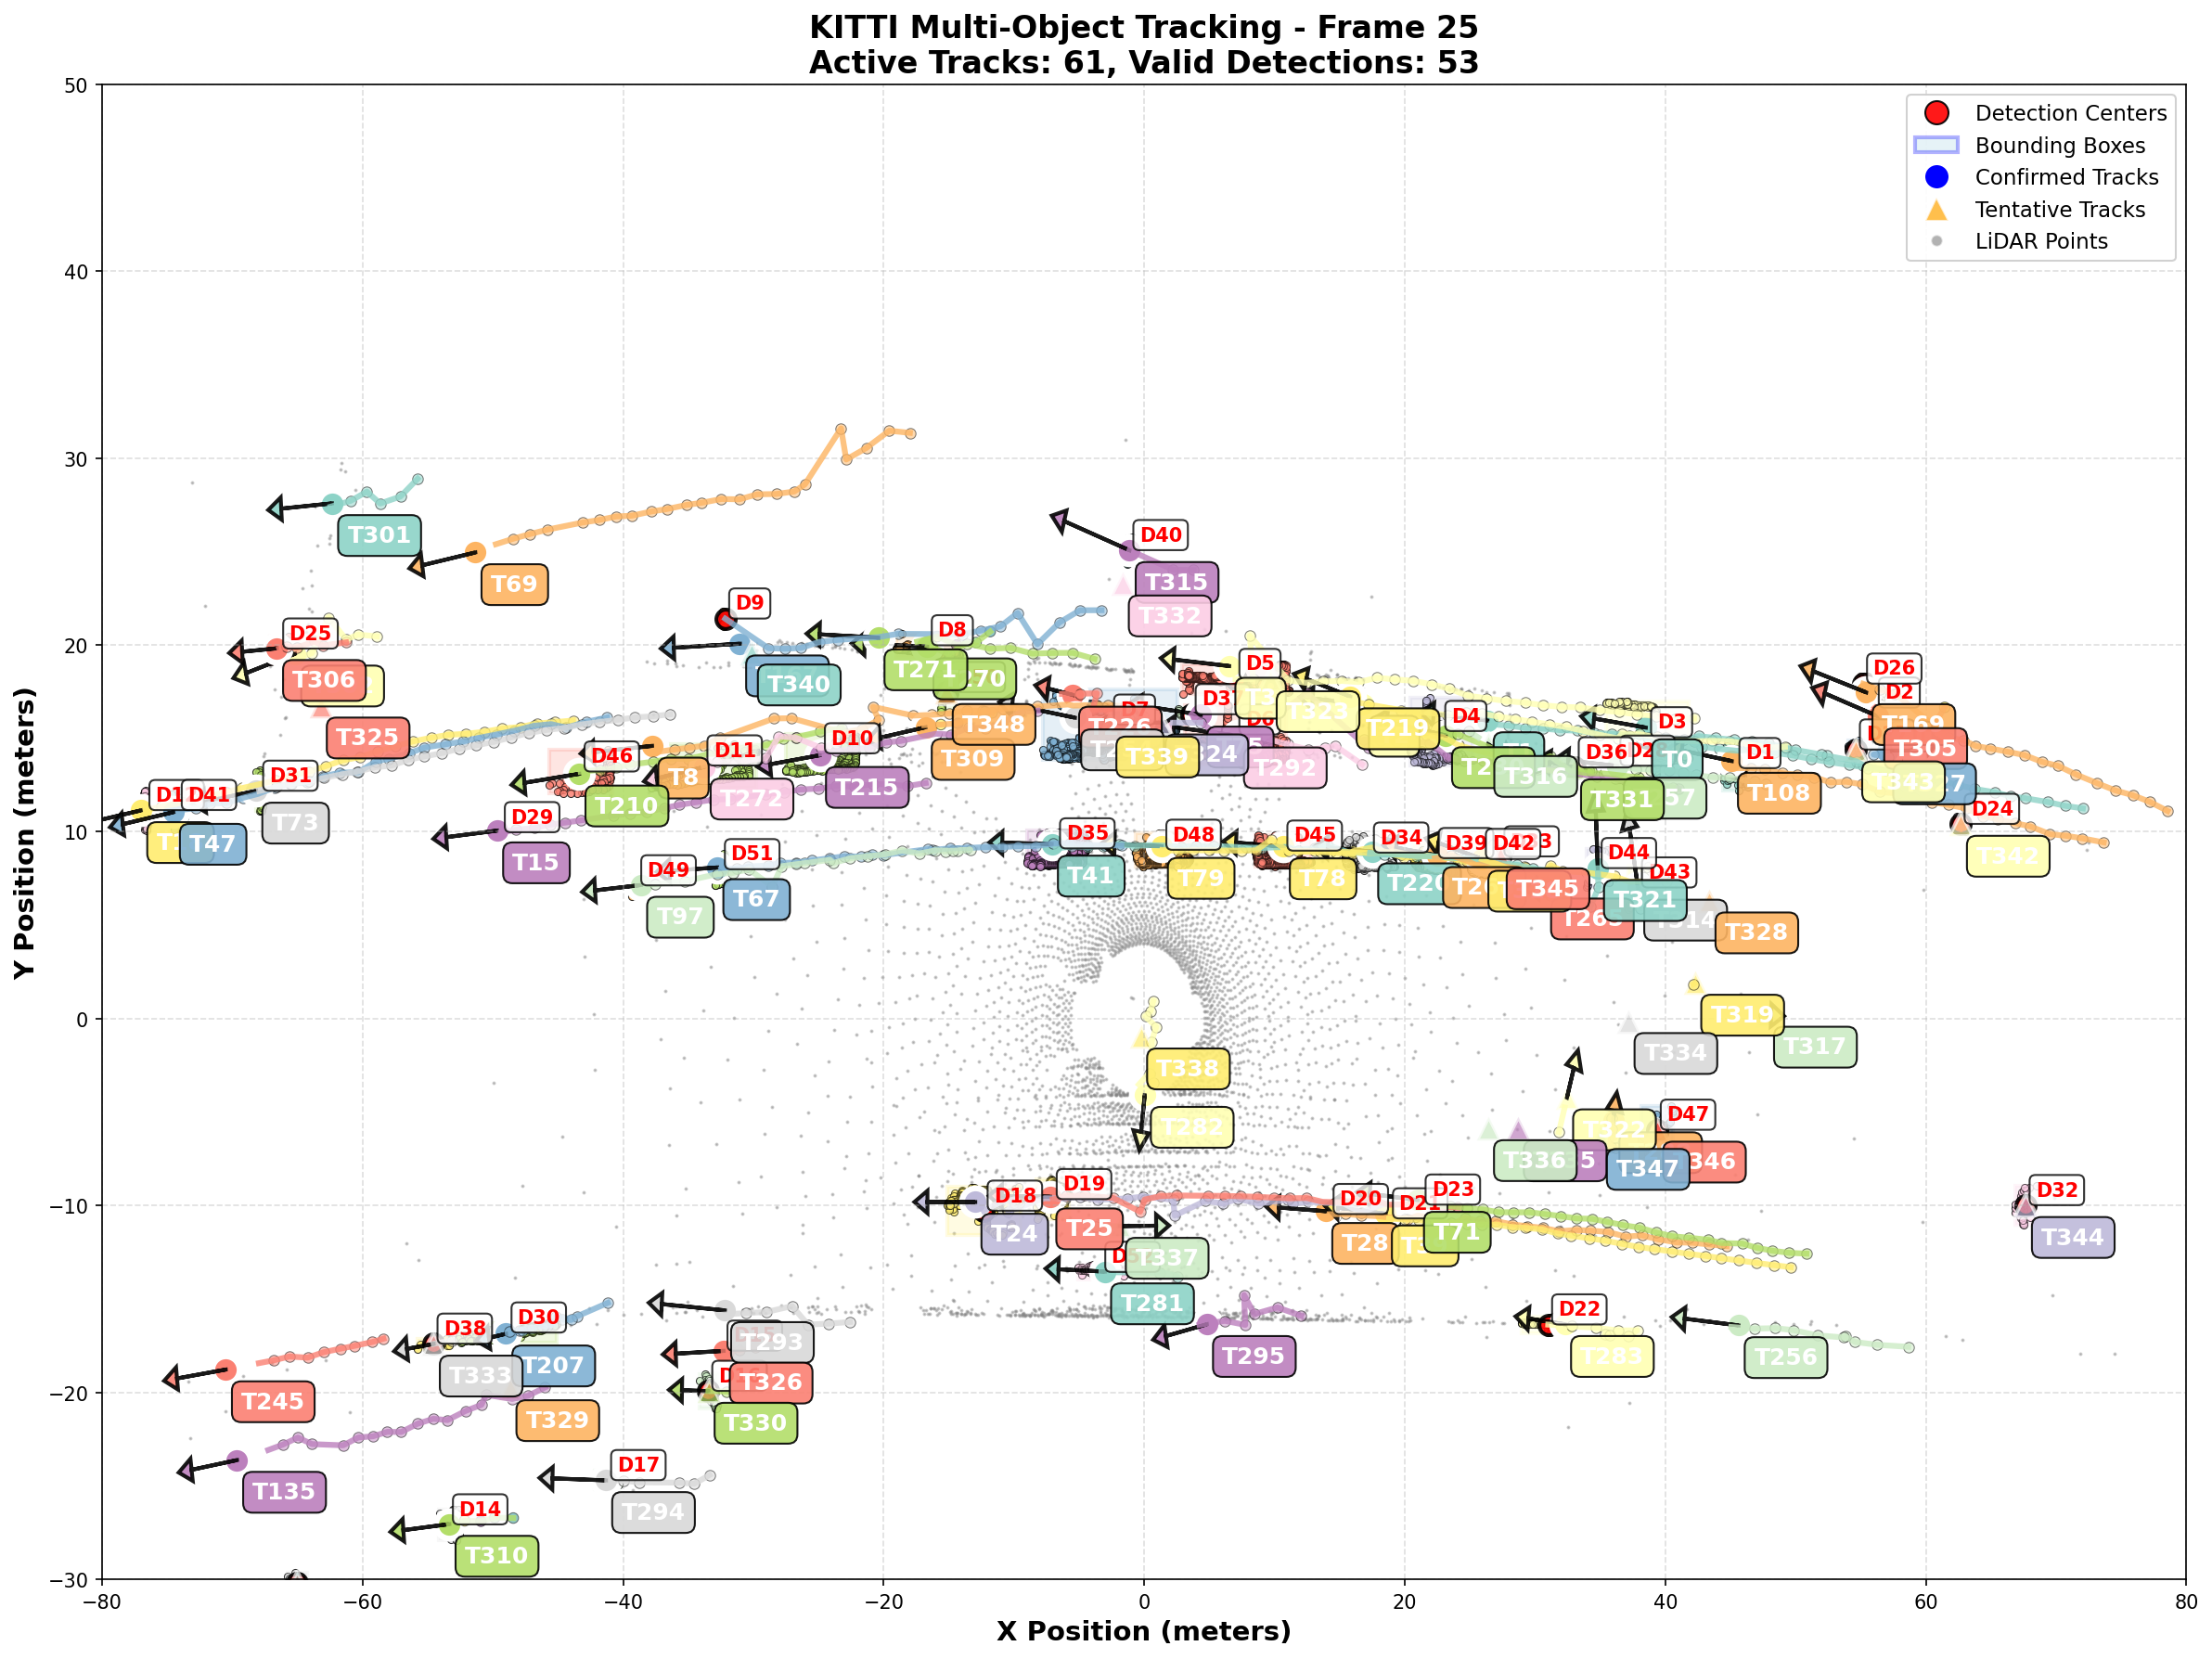 KITTI Multi-Object Tracking - Frame 25
Active Tracks: 61, Valid Detections: 53
Detection Centers
Bounding Boxes
Confirmed Tracks
Tentative Tracks
LiDAR Points
Y Position (meters)
50
40
30
20
10
0
−10
−20
−30
D40
T301
T69
T315
T332
D9
D25
D8
D5
D26
T306
T271
T340
D2
T325
T348
T323
T219
D4
D3
T169
D46
D11
D10
T226
T339
T292
D36
T0
D1
T305
T309
T8
T316
T343
D31
T210
T272
T215
T331
T108
D41
D24
T73
D29
T47
D35
D48
D45
D34
D39
D42
D44
T342
T15
D51
D49
T41
T79
T78
D43
T67
T345
T321
T97
T328
T319
T317
T334
T338
T282
T322
D47
T336
T347
D18
D19
D20
D23
D32
T24
T25
T71
T344
T337
T281
D22
D38
D30
T293
T295
T283
T256
T333
T207
T326
T245
T329
T330
D17
T135
T294
D14
T310
−80
−60
−40
−20
0
20
40
60
80
X Position (meters)